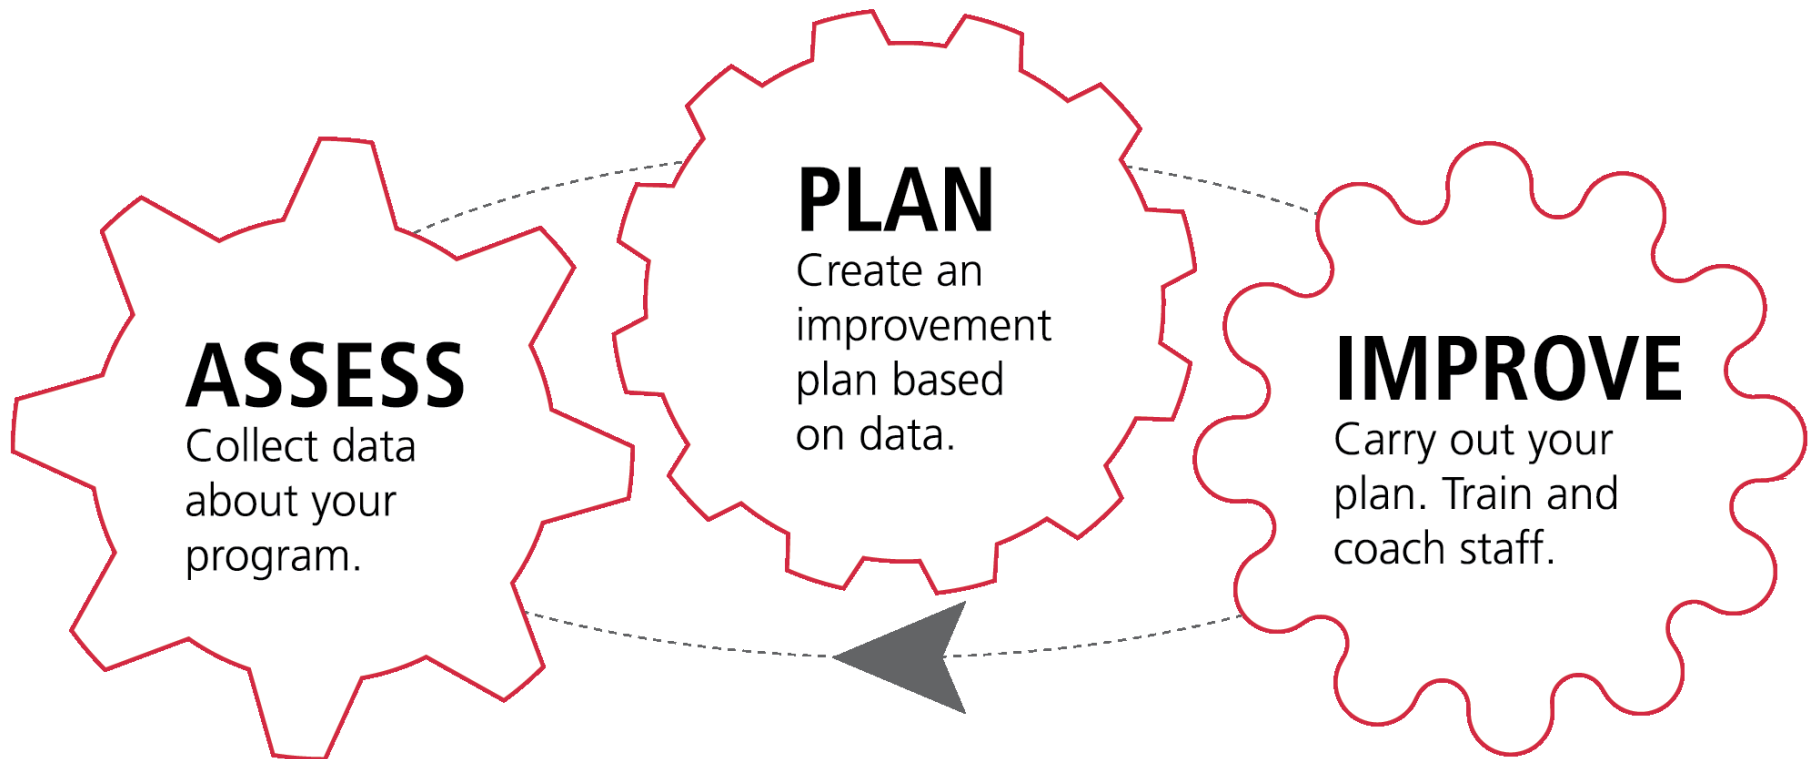 ASSESS
Collect data
about your
program.
PLAN
Create an
improvement
plan based
on data.
IMPROVE
Carry out your
plan. Train and
coach staff.